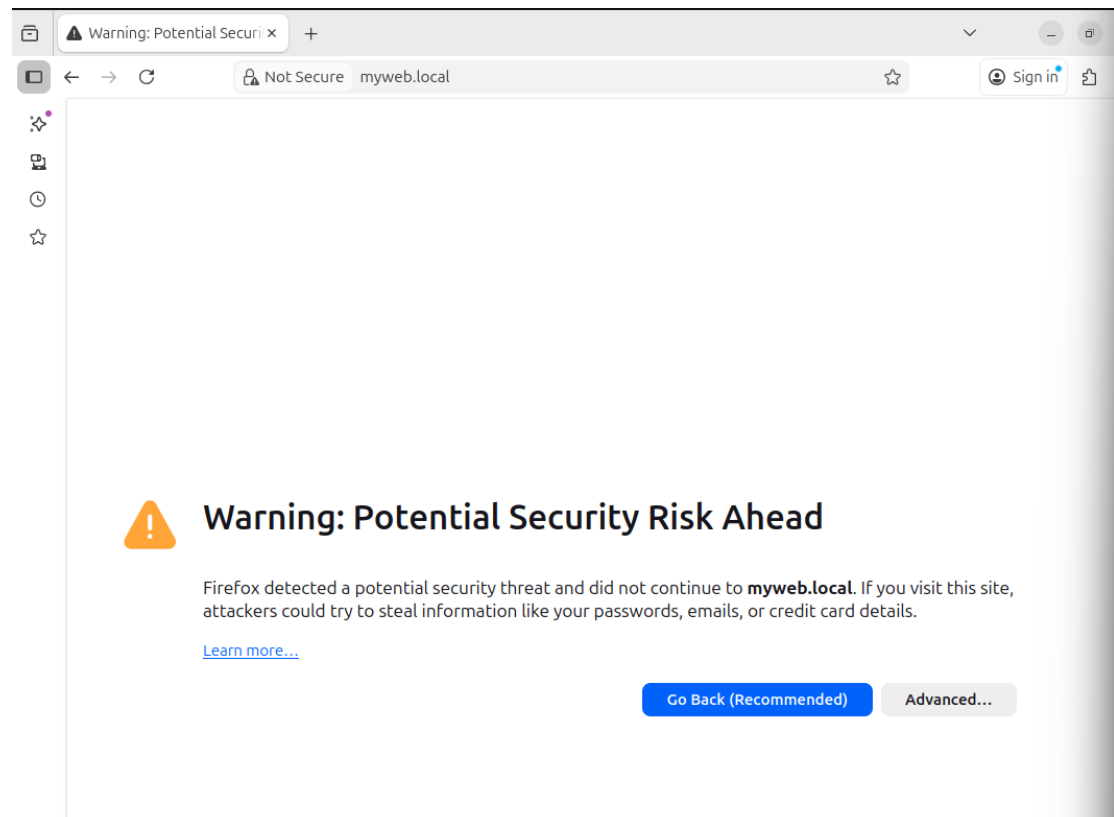 Warning: Potential Securi
Not Secure myweb.local
Sign in
Warning: Potential Security Risk Ahead
Firefox detected a potential security threat and did not continue to myweb.local. If you visit this site,
attackers could try to steal information like your passwords, emails, or credit card details.
Learn more…
Go Back (Recommended)
Advanced…